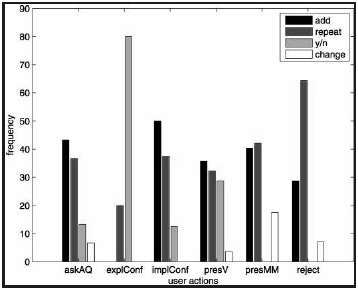 90
80
70
60
50
40
30
20
10
0
frequency
add
repeat
y/n
change
askAQ explConf implConf presV presMM reject
user actions